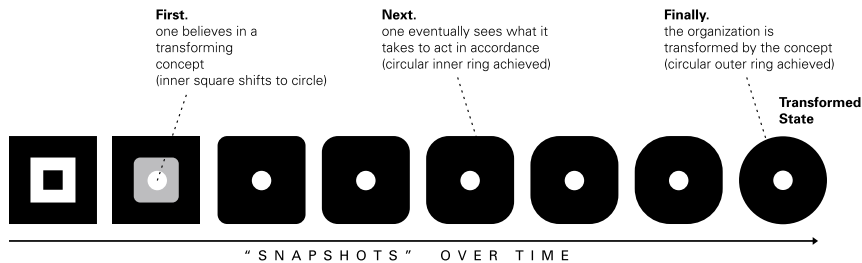 First.
one believes in a
transforming
concept
(inner square shifts to circle)
Next.
one eventually sees what it
takes to act in accordance
(circular inner ring achieved)
Finally.
the organization is
transformed by the concept
(circular outer ring achieved)
Transformed
State
“SNAPSHOTS” OVER TIME